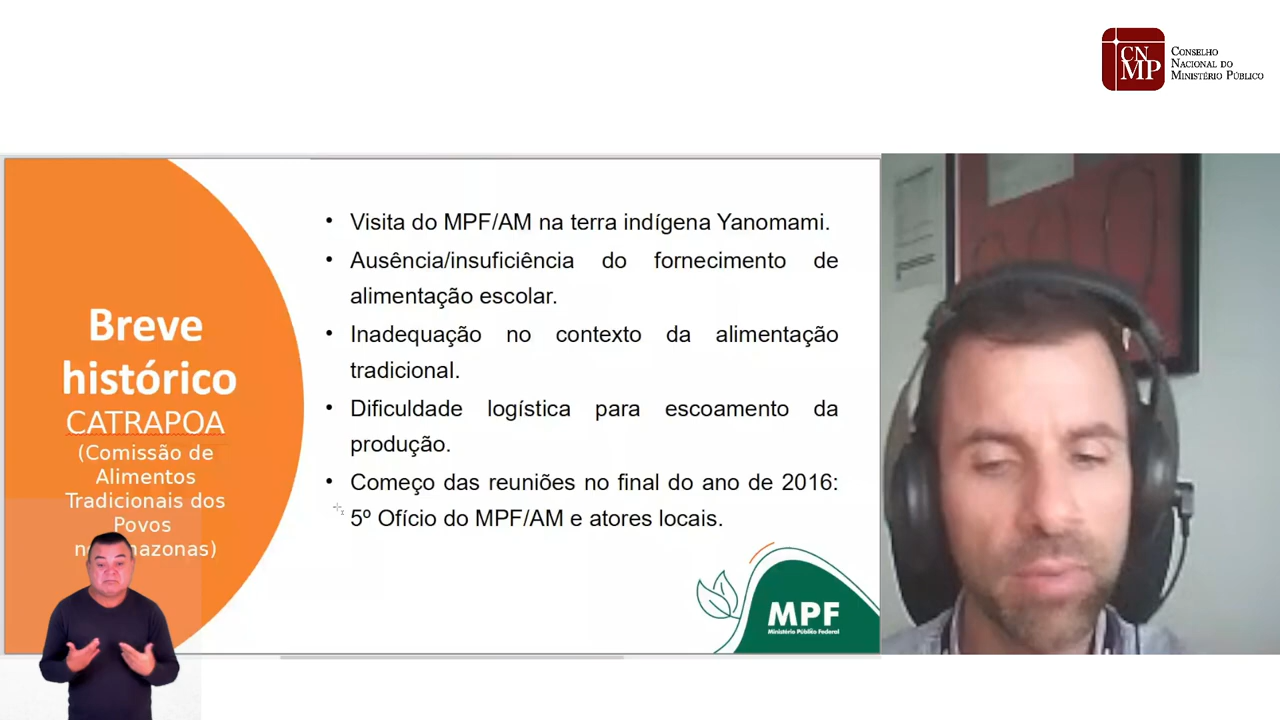 CN
MP
CONSELHO
NACIONAL DO
MINISTÉRIO PÚBLICO
Breve
histórico
CATRAPOA
(Comissão de
Alimentos
Tradicionais dos
Povos
mazonas)
• Visita do MPF/AM na terra indígena Yanomami.
• Ausência/insuficiência do fornecimento de
alimentação escolar.
• Inadequação no contexto da alimentação
tradicional.
• Dificuldade logística para escoamento da
produção.
• Começo das reuniões no final do ano de 2016:
5º Ofício do MPF/AM e atores locais.
MPF
Ministério Público Federal